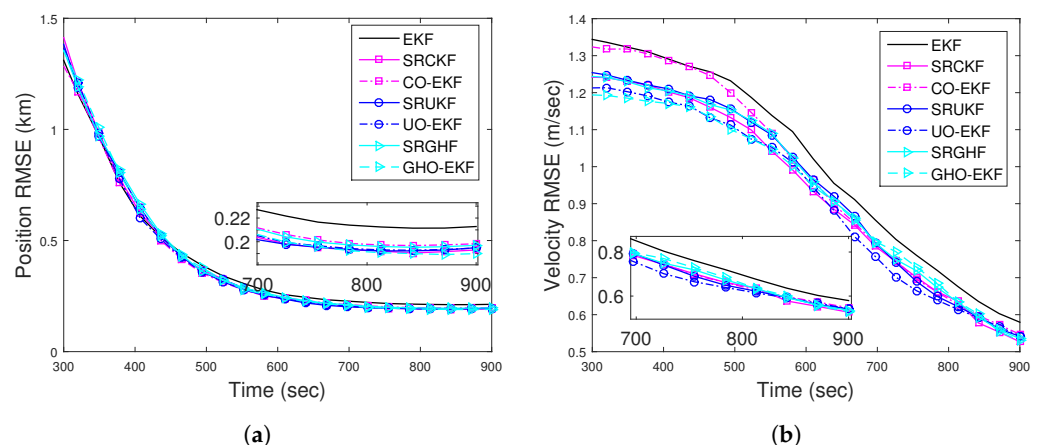 1.5
1
0.5
0
Position RMSE (km)
300 400 500 600 700 800 900
Time (sec)
EKF
SRCKF
CO-EKF
SRUKF
UO-EKF
SRGHF
GHO-EKF
0.22
0.2
700 800 900
(a)
1.4
1.3
1.2
1.1
1
0.9
0.8
0.7
0.6
0.5
Velocity RMSE (m/sec)
300 400 500 600 700 800 900
Time (sec)
EKF
SRCKF
CO-EKF
SRUKF
UO-EKF
SRGHF
GHO-EKF
0.8
0.6
700 800 900
(b)